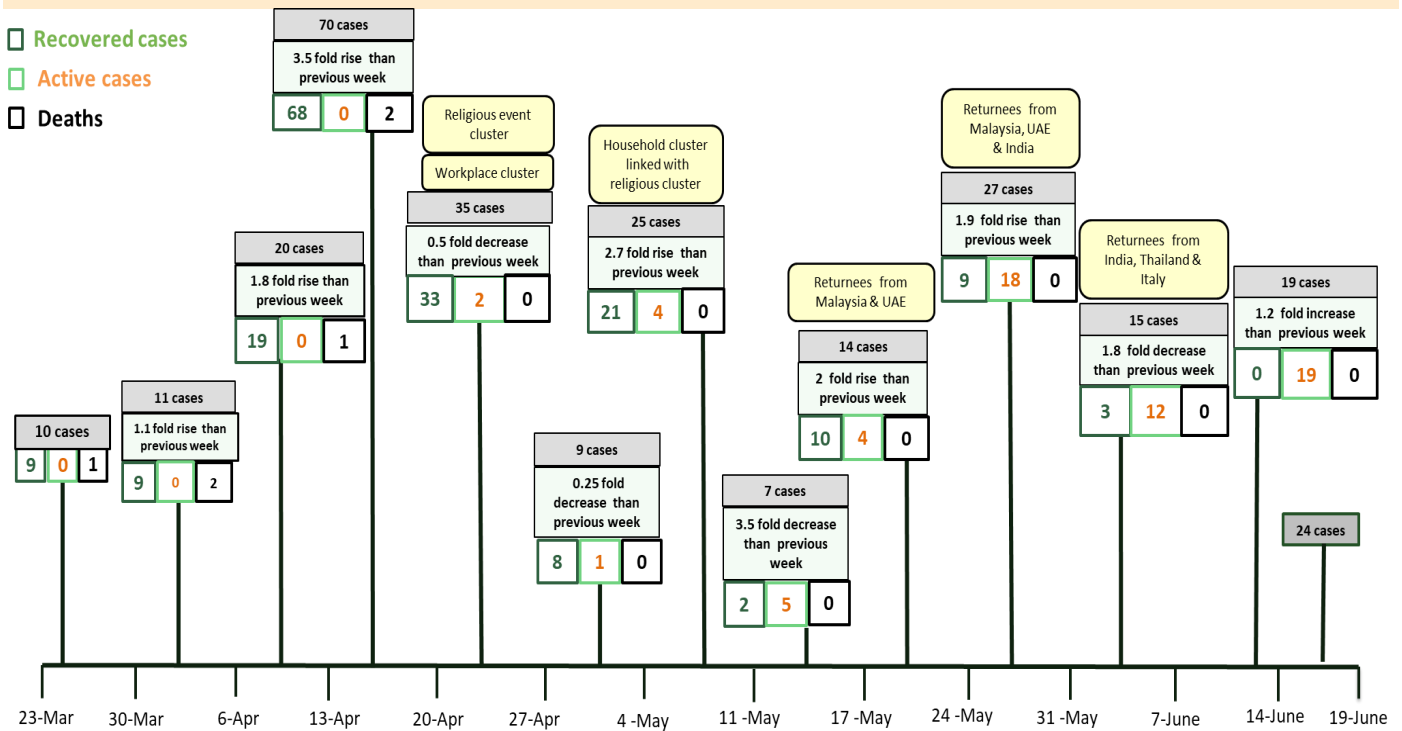 Recovered cases
Active cases
Deaths
10 cases
9 0 1
11 cases
1.1 fold rise than
previous week
9 0 2
20 cases
1.8 fold rise than
previous week
19 0 1
70 cases
3.5 fold rise than
previous week
68 0 2
Religious event
cluster
Workplace cluster
35 cases
0.5 fold decrease
than previous week
33 2 0
9 cases
0.25 fold
decrease than
previous week
8 1 0
Household cluster
linked with
religious cluster
25 cases
2.7 fold rise than
previous week
21 4 0
7 cases
3.5 fold decrease
than previous
week
2 5 0
Returnees from
Malaysia & UAE
14 cases
2 fold rise than
previous week
10 4 0
Returnees from
Malaysia, UAE
& India
27 cases
1.9 fold rise than
previous week
9 18 0
Returnees from
India, Thailand &
Italy
15 cases
1.8 fold decrease
than previous week
3 12 0
19 cases
1.2 fold increase
than previous week
0 19 0
24 cases
23-Mar 30-Mar 6-Apr 13-Apr 20-Apr 27-Apr 4 -May 11 -May 17 -May 24 -May 31 -May 7-June 14-June 19-June